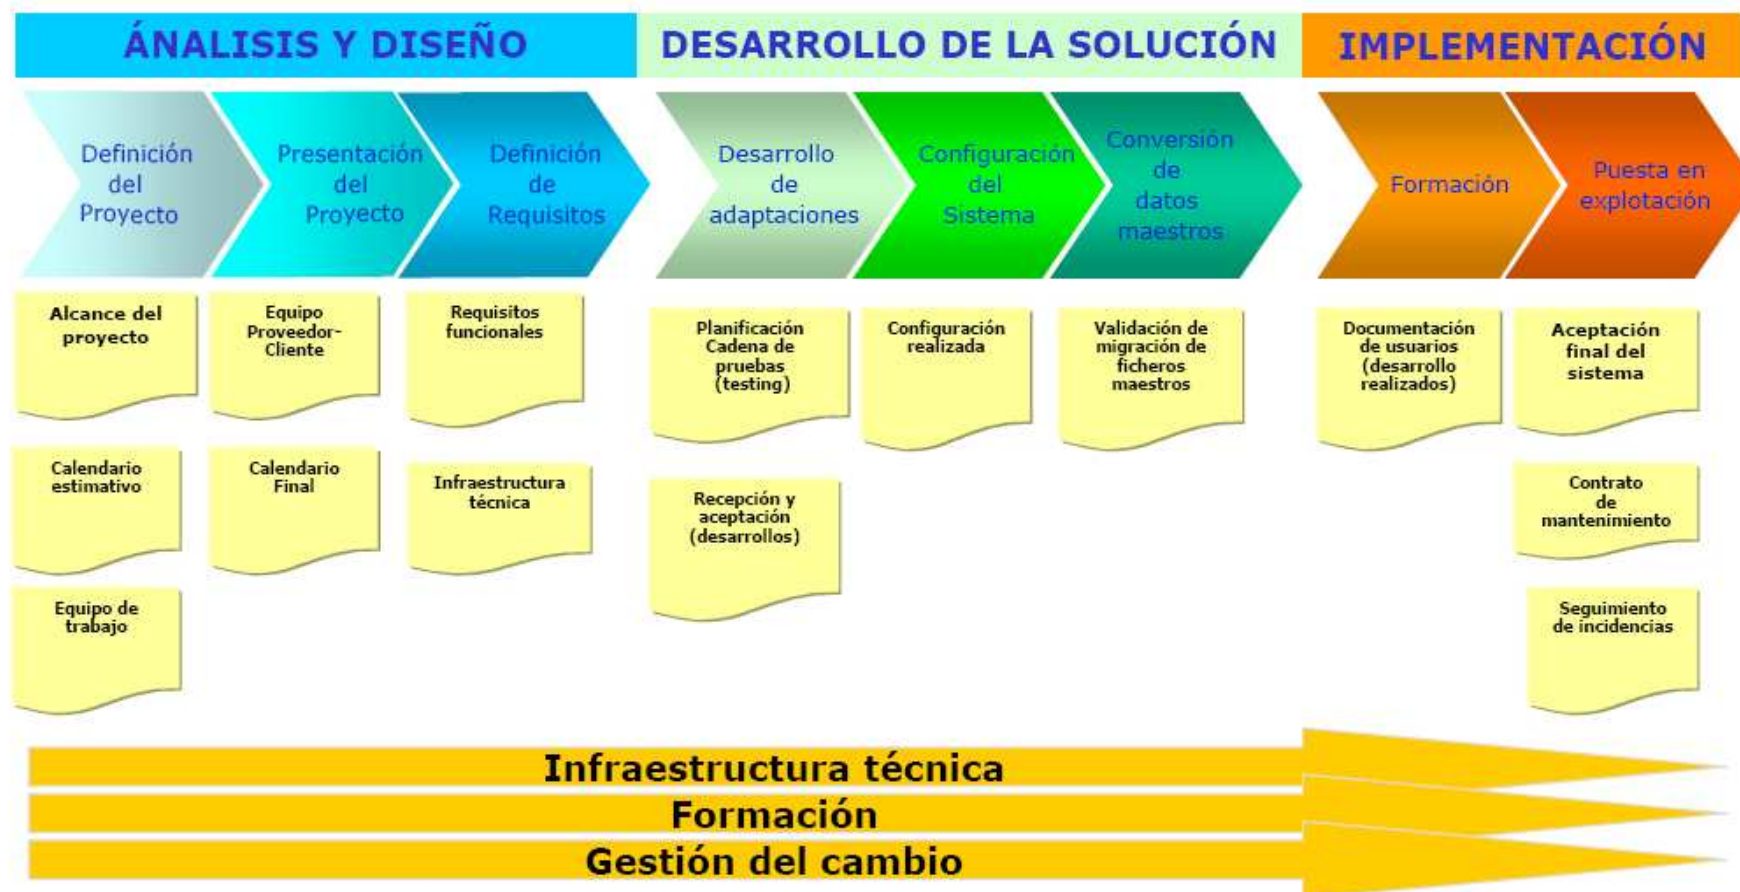 ÁNALISIS Y DISEÑO
DESARROLLO DE LA SOLUCIÓN
IMPLEMENTACIÓN
Definición
del
Proyecto
Presentación
del
Proyecto
Definición
de
Requisitos
Desarrollo
de
adaptaciones
Configuración
del
Sistema
Conversión
de
datos
maestros
Formación
Puesta en
explotación
Alcance del
proyecto
Equipo
Proveedor-
Cliente
Requisitos
funcionales
Planificación
Cadena de
pruebas
(testing)
Configuración
realizada
Validación de
migración de
ficheros
maestros
Documentación
de usuarios
(desarrollo
realizados)
Aceptación
final del
sistema
Calendario
estimativo
Calendario
Final
Infraestructura
técnica
Recepción y
aceptación
(desarrollos)
Contrato
de
mantenimiento
Equipo de
trabajo
Seguimiento
de incidencias
Infraestructura técnica
Formación
Gestión del cambio